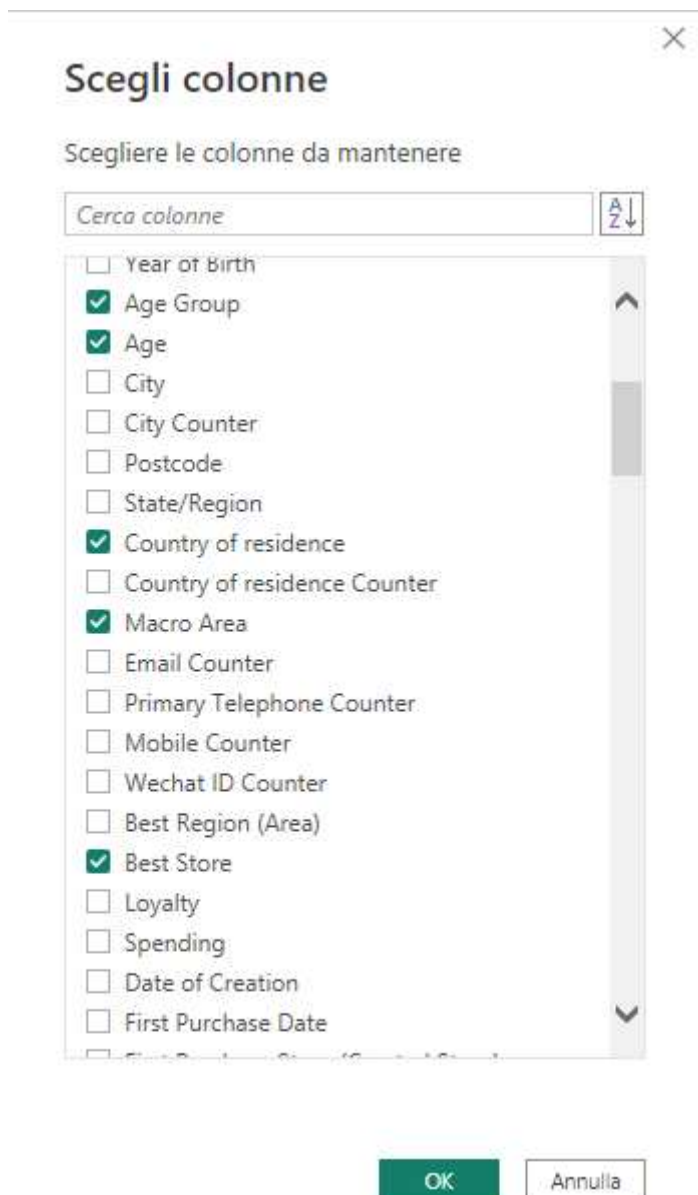 Scegli colonne
Scegliere le colonne da mantenere
Cerca colonne
Year of Birth
Age Group
Age
City
City Counter
Postcode
State/Region
Country of residence
Country of residence Counter
Macro Area
Email Counter
Primary Telephone Counter
Mobile Counter
Wechat ID Counter
Best Region (Area)
Best Store
Loyalty
Spending
Date of Creation
First Purchase Date
OK
Annulla